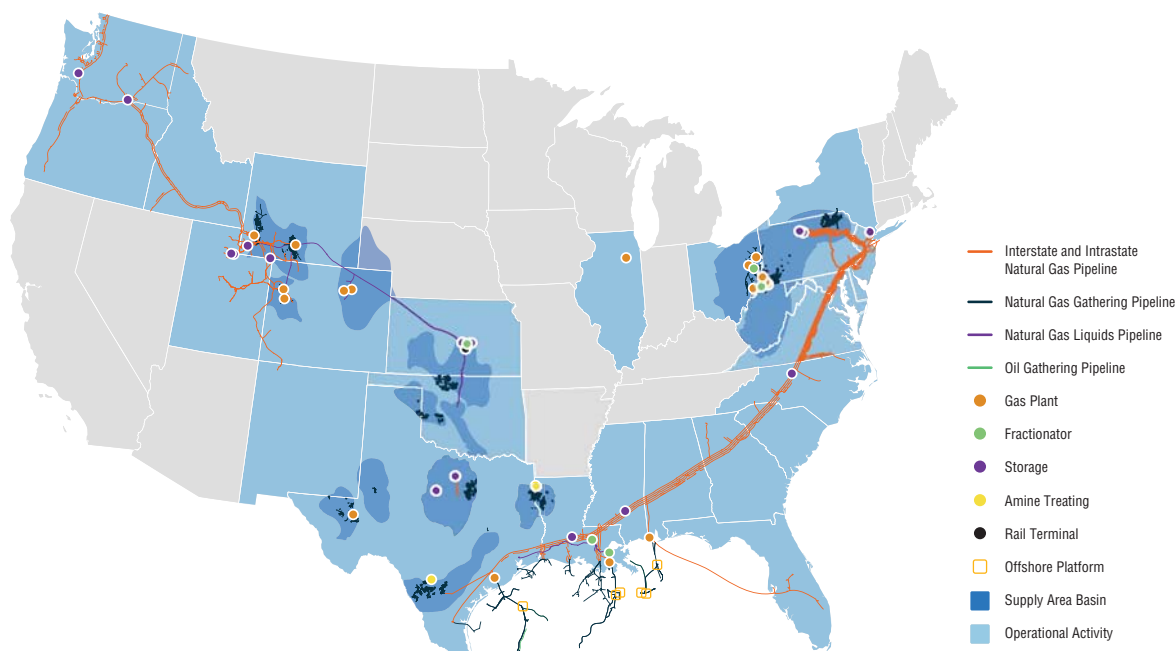 Interstate and Intrastate
Natural Gas Pipeline
Natural Gas Gathering Pipeline
Natural Gas Liquids Pipeline
Oil Gathering Pipeline
Gas Plant
Fractionator
Storage
Amine Treating
Rail Terminal
Offshore Platform
Supply Area Basin
Operational Activity